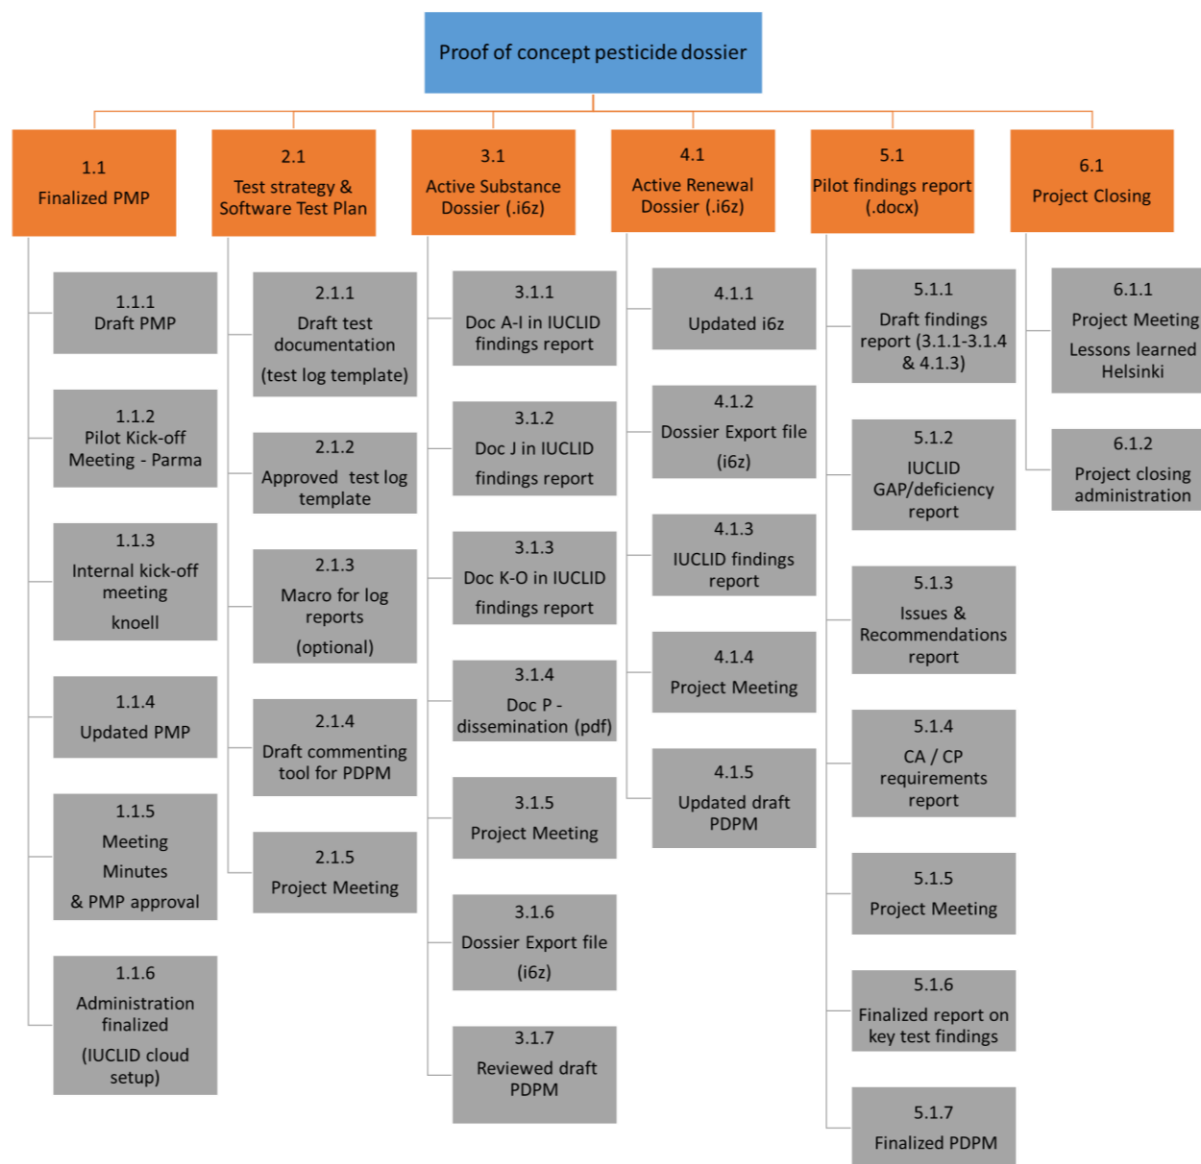 Proof of concept pesticide dossier
1.1
Finalized PMP
2.1
Test strategy &
Software Test Plan
3.1
Active Substance
Dossier (.i6z)
4.1
Active Renewal
Dossier (.i6z)
5.1
Pilot findings report
(.docx)
6.1
Project Closing
1.1.1
Draft PMP
1.1.2
Pilot Kick-off
Meeting - Parma
1.1.3
Internal kick-off
meeting
knoell
1.1.4
Updated PMP
1.1.5
Meeting
Minutes
& PMP approval
1.1.6
Administration
finalized
(IUCLID cloud
setup)
2.1.1
Draft test
documentation
(test log template)
2.1.2
Approved test log
template
2.1.3
Macro for log
reports
(optional)
2.1.4
Draft commenting
tool for PDPM
2.1.5
Project Meeting
3.1.1
Doc A-I in IUCLID
findings report
3.1.2
Doc J in IUCLID
findings report
3.1.3
Doc K-O in IUCLID
findings report
3.1.4
Doc P -
dissemination (pdf)
3.1.5
Project Meeting
3.1.6
Dossier Export file
(i6z)
3.1.7
Reviewed draft
PDPM
4.1.1
Updated i6z
4.1.2
Dossier Export file
(i6z)
4.1.3
IUCLID findings
report
4.1.4
Project Meeting
4.1.5
Updated draft
PDPM
5.1.1
Draft findings
report (3.1.1-3.1.4
& 4.1.3)
5.1.2
IUCLID
GAP/deficiency
report
5.1.3
Issues &
Recommendations
report
5.1.4
CA / CP
requirements
report
5.1.5
Project Meeting
5.1.6
Finalized report on
key test findings
5.1.7
Finalized PDPM
6.1.1
Project Meeting
Lessons learned
Helsinki
6.1.2
Project closing
administration